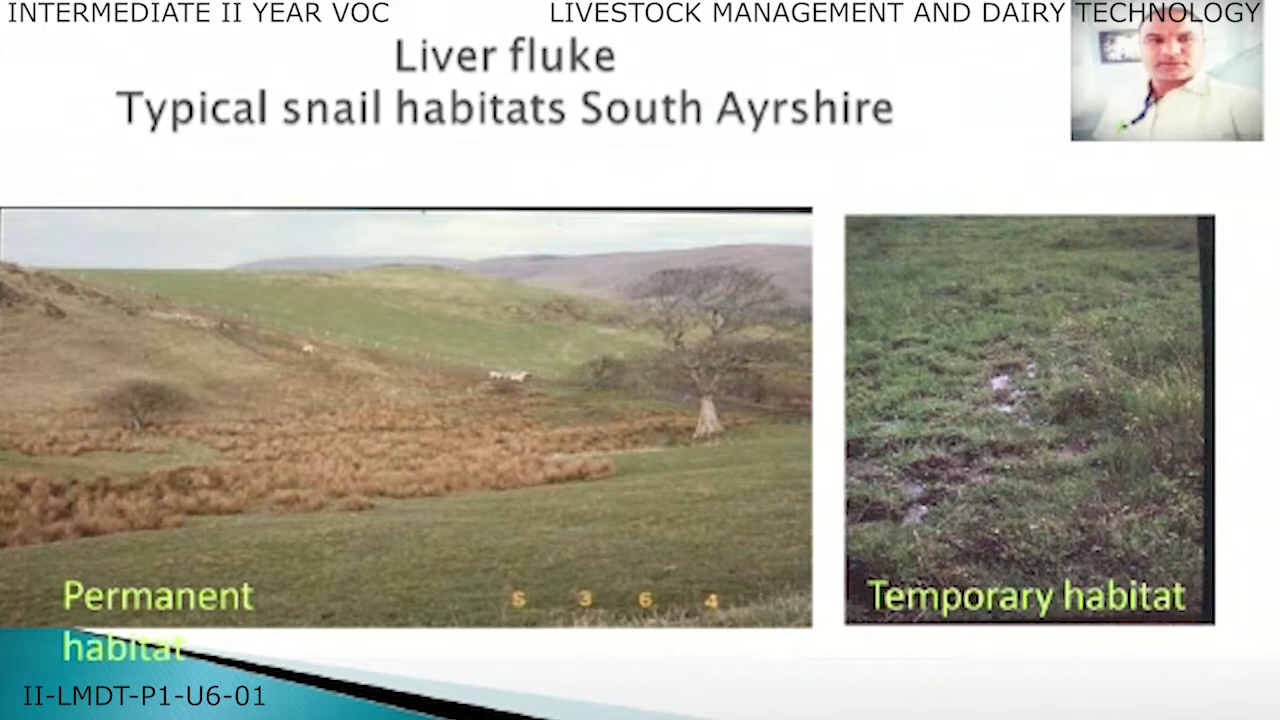 INTERMEDIATE II YEAR VOC
LIVESTOCK MANAGEMENT AND DAIRY TECHNOLOGY
Liver fluke
Typical snail habitats South Ayrshire
Permanent
habitat
S 3 6 4
Temporary habitat
II-LMDT-P1-U6-01